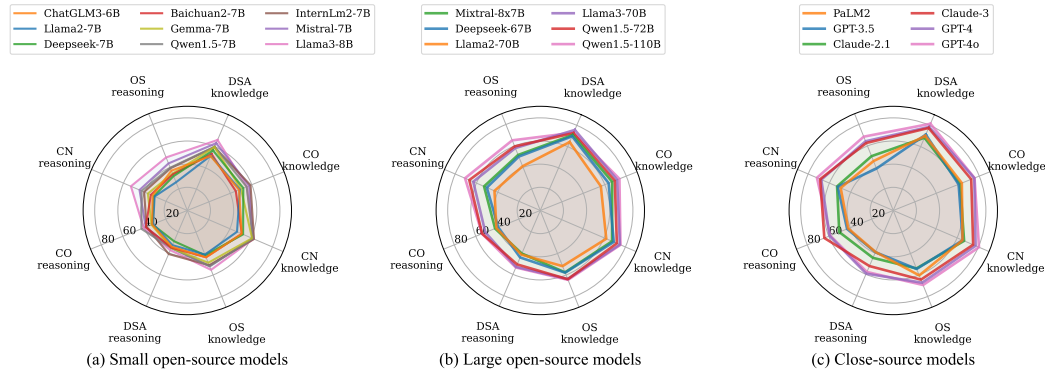 ChatGLM3-6B Baichuan2-7B InternLm2-7B
Llama2-7B Gemma-7B Mistral-7B
Deepseek-7B Qwen1.5-7B Llama3-8B
OS reasoning
DSA knowledge
CN reasoning
CO knowledge
20
40
60
80
CO reasoning
CN knowledge
DSA reasoning
OS knowledge
(a) Small open-source models
Mixtral-8x7B Llama3-70B
Deepseek-67B Qwen1.5-72B
Llama2-70B Qwen1.5-110B
OS reasoning
DSA knowledge
CN reasoning
CO knowledge
20
40
60
80
CO reasoning
CN knowledge
DSA reasoning
OS knowledge
(b) Large open-source models
PaLM2 Claude-3
GPT-3.5 GPT-4
Claude-2.1 GPT-4o
OS reasoning
DSA knowledge
CN reasoning
CO knowledge
20
40
60
80
CO reasoning
CN knowledge
DSA reasoning
OS knowledge
(c) Close-source models